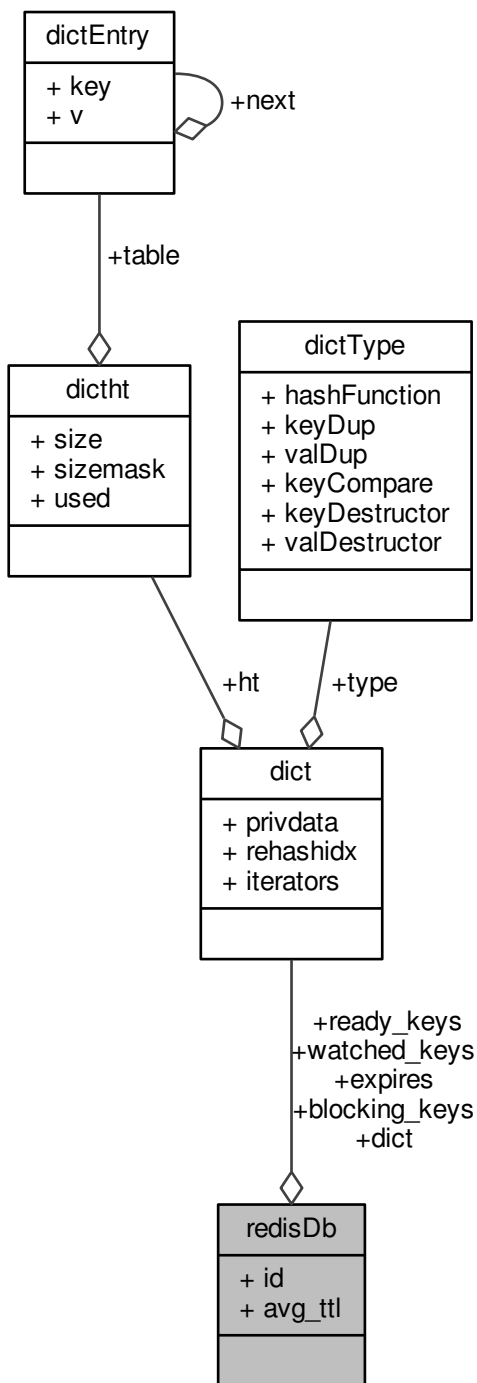 dictEntry
+ key
+ v
+next
+table
dictht
+ size
+ sizemask
+ used
dictType
+ hashFunction
+ keyDup
+ valDup
+ keyCompare
+ keyDestructor
+ valDestructor
+ht
+type
dict
+ privdata
+ rehashidx
+ iterators
+ready_keys
+watched_keys
+expires
+blocking_keys
+dict
redisDb
+ id
+ avg_ttl